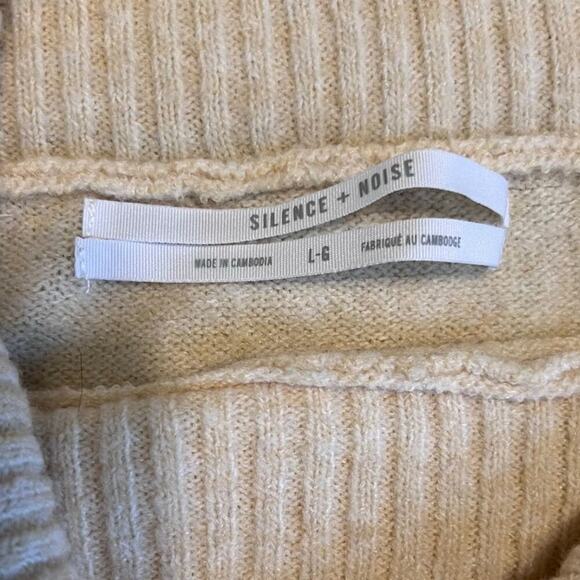 SILENCE + NOISE
MADE IN CAMBODIA L-G FABRIQUÉ AU CAMBODGE